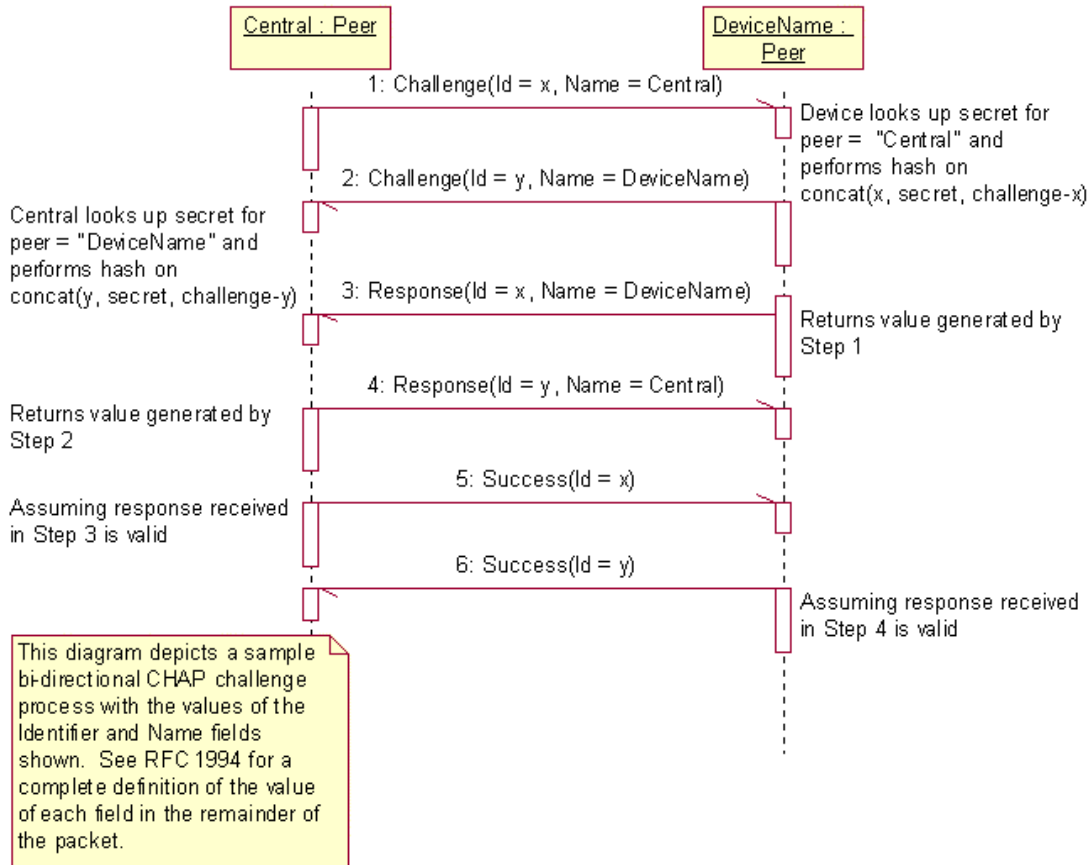 Central : Peer
DeviceName :
Peer
1: Challenge(Id = x, Name = Central)
Device looks up secret for
peer = "Central" and
performs hash on
concat(x, secret, challenge-x)
2: Challenge(Id = y, Name = DeviceName)
Central looks up secret for
peer = "DeviceName" and
performs hash on
concat(y, secret, challenge-y)
3: Response(Id = x, Name = DeviceName)
Returns value generated by
Step 1
4: Response(Id = y, Name = Central)
Returns value generated by
Step 2
5: Success(Id = x)
Assuming response received
in Step 3 is valid
6: Success(Id = y)
Assuming response received
in Step 4 is valid
This diagram depicts a sample
bi-directional CHAP challenge
process with the values of the
Identifier and Name fields
shown. See RFC 1994 for a
complete definition of the value
of each field in the remainder of
the packet.